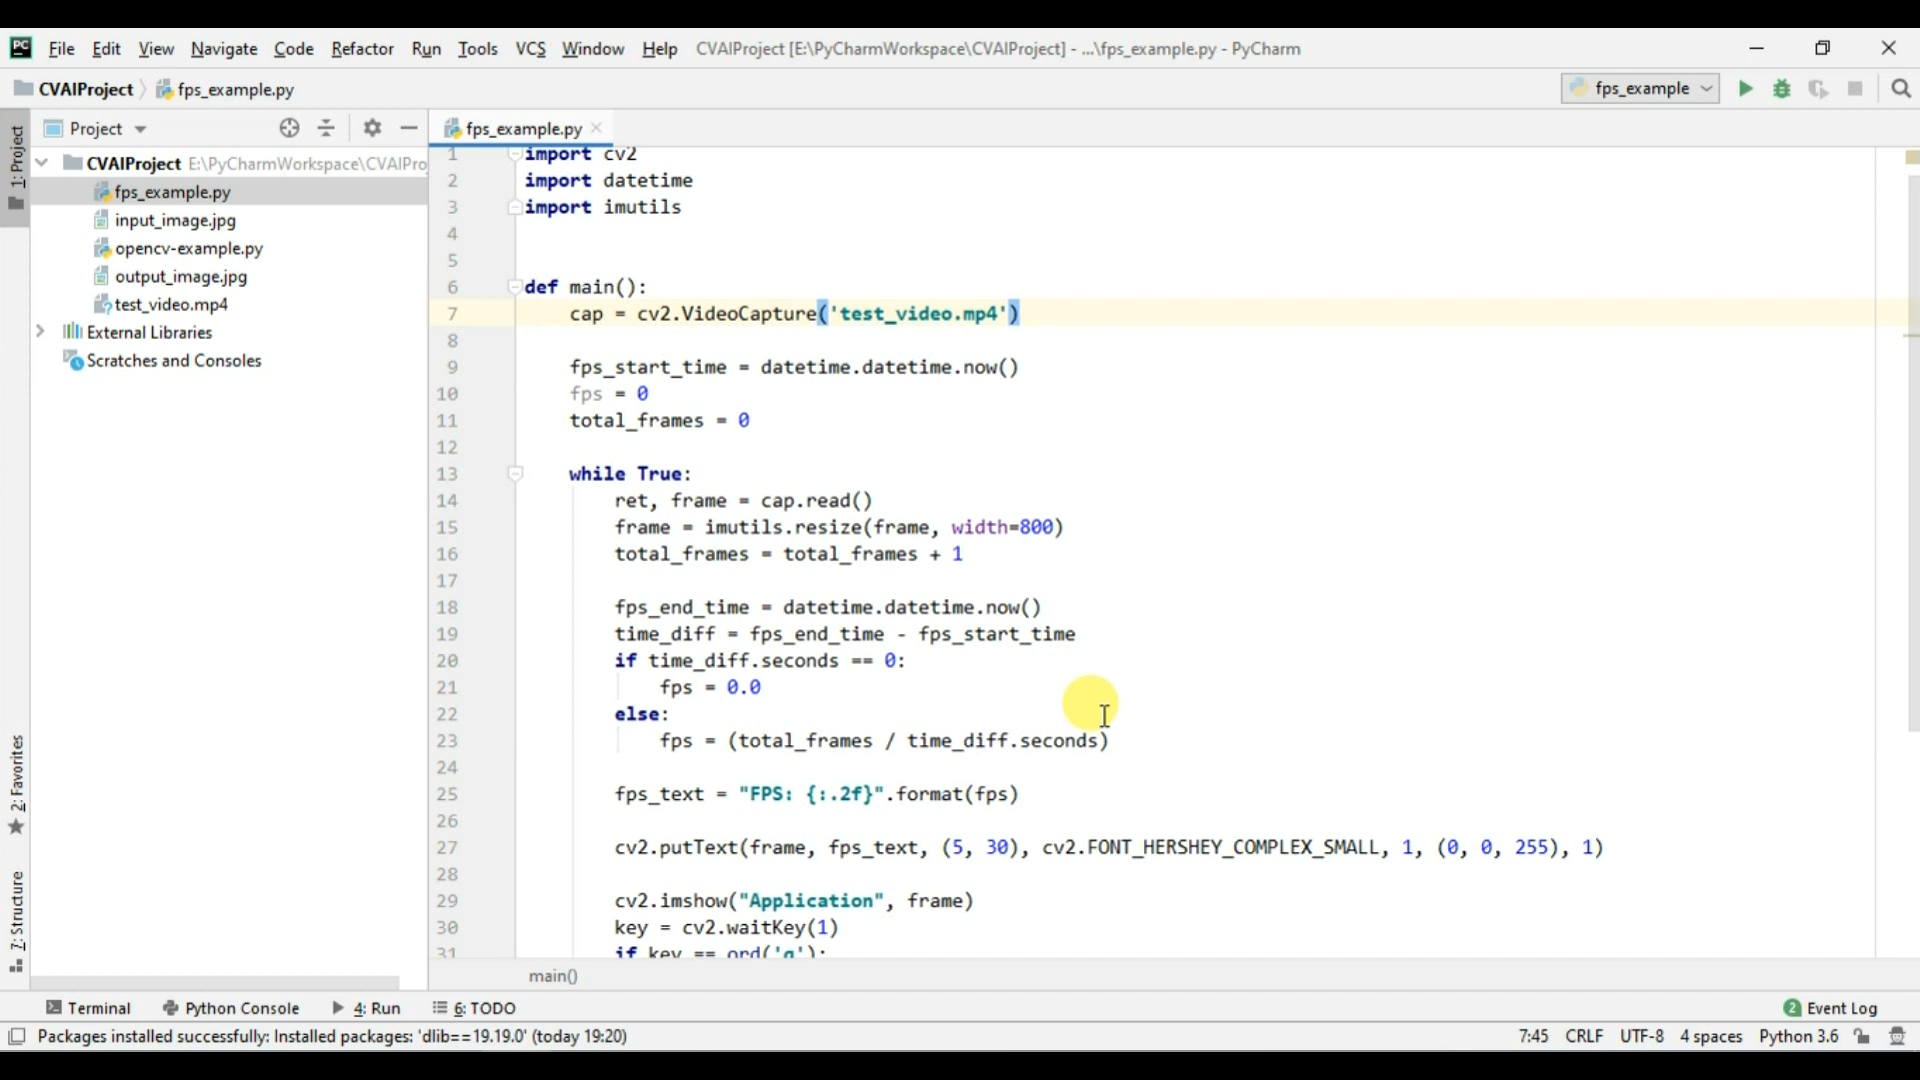 PC File Edit View Navigate Code Refactor Run Tools VCS Window Help CVAIProject [E:\PyCharmWorkspace\CVAIProject] - ...\fps_example.py - PyCharm
CVAIProject fps_example.py fps_example
1: Project
Project fps_example.py
CVAIProject E:\PyCharmWorkspace\CVAIPro
fps_example.py
input_image.jpg
opencv-example.py
output_image.jpg
test_video.mp4
External Libraries
Scratches and Consoles
2: Favorites
7: Structure
1 import cv2
2 import datetime
3 import imutils
4
5
6 def main():
7 cap = cv2.VideoCapture('test_video.mp4')
8
9 fps_start_time = datetime.datetime.now()
10 fps = 0
11 total_frames = 0
12
13 while True:
14 ret, frame = cap.read()
15 frame = imutils.resize(frame, width=800)
16 total_frames = total_frames + 1
17
18 fps_end_time = datetime.datetime.now()
19 time_diff = fps_end_time - fps_start_time
20 if time_diff.seconds == 0:
21 fps = 0.0
22 else:
23 fps = (total_frames / time_diff.seconds)
24
25 fps_text = "FPS: {:.2f}".format(fps)
26
27 cv2.putText(frame, fps_text, (5, 30), cv2.FONT_HERSHEY_COMPLEX_SMALL, 1, (0, 0, 255), 1)
28
29 cv2.imshow("Application", frame)
30 key = cv2.waitKey(1)
31 if key == ord('q'):
main()
Terminal Python Console 4: Run 6: TODO 2 Event Log
Packages installed successfully: Installed packages: 'dlib==19.19.0' (today 19:20) 7:45 CRLF UTF-8 4 spaces Python 3.6